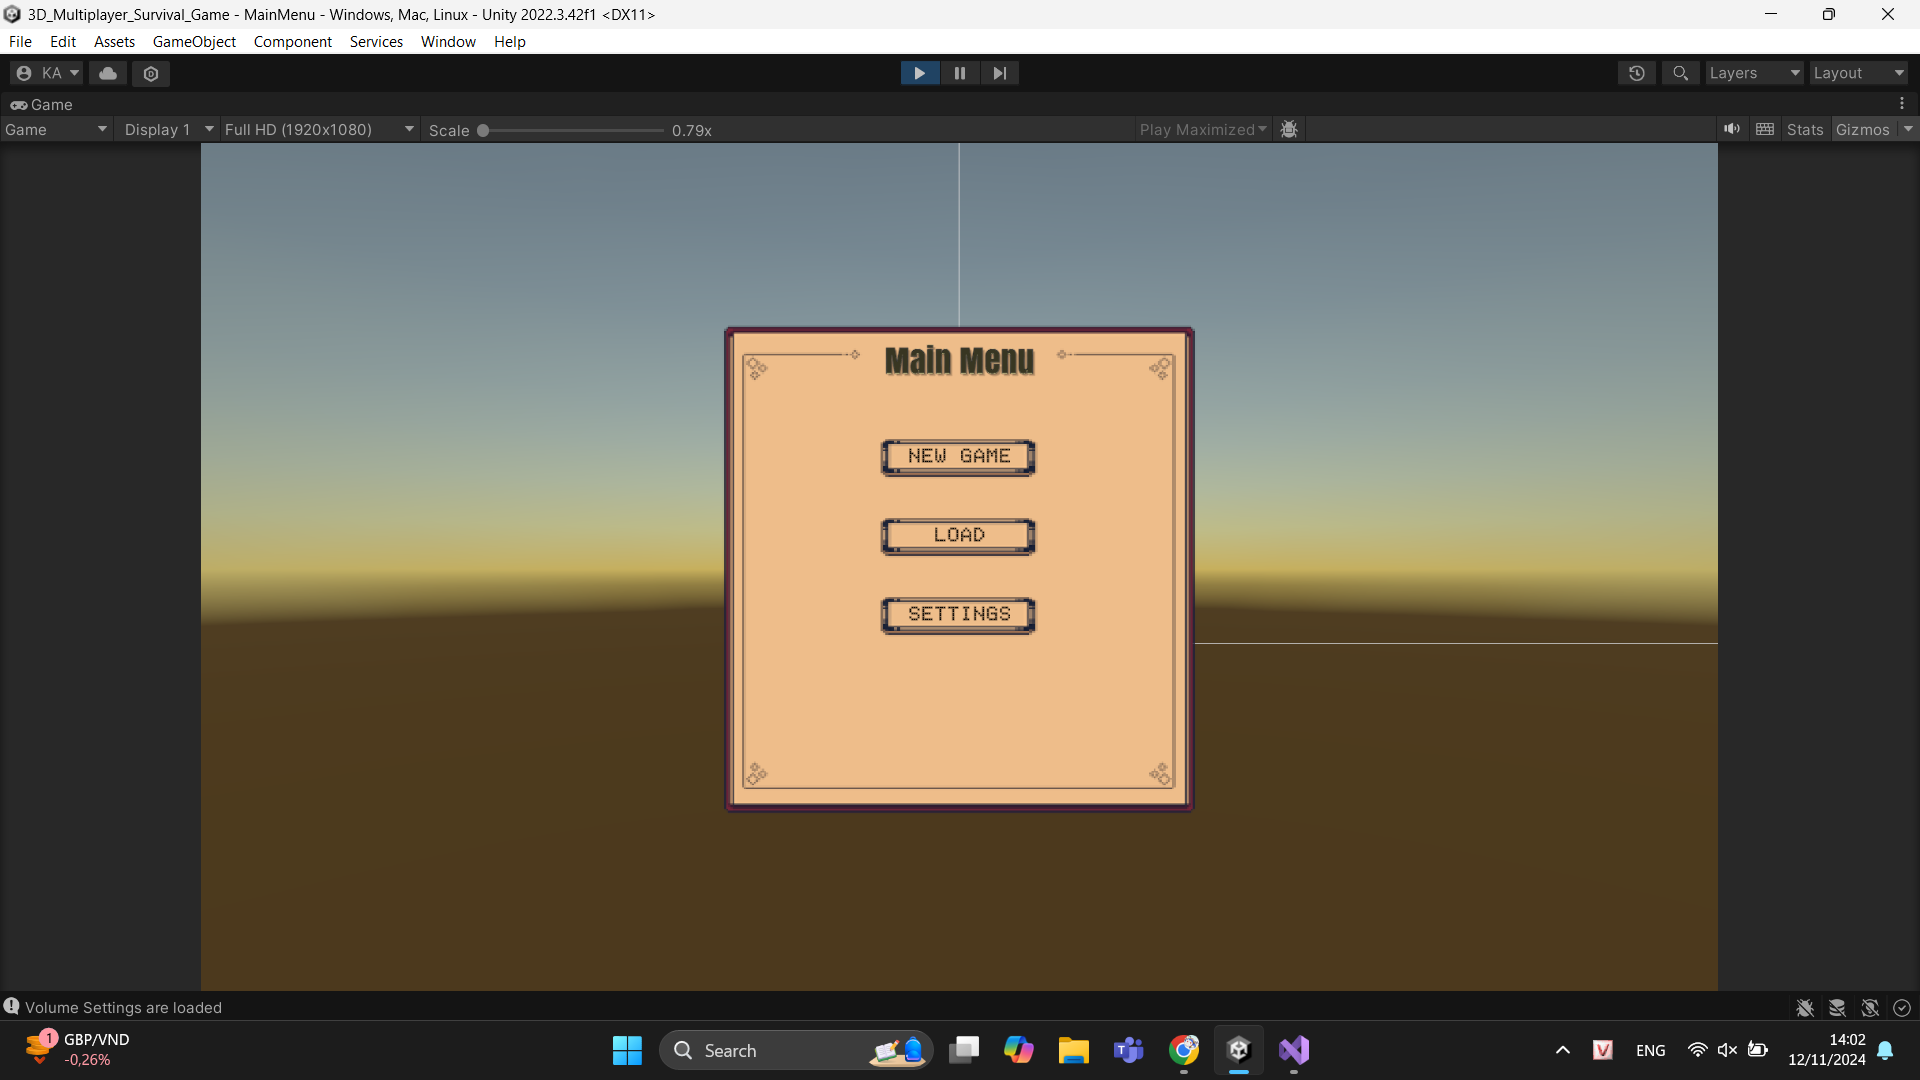 3D_Multiplayer_Survival_Game - MainMenu - Windows, Mac, Linux - Unity 2022.3.42f1 <DX11>
File Edit Assets GameObject Component Services Window Help
KA Layers Layout
Game
Game Display 1 Full HD (1920x1080) Scale 0.79x Play Maximized Stats Gizmos
Main Menu
NEW GAME
LOAD
SETTINGS
Volume Settings are loaded
1 GBP/VND
-0,26%
Search
V ENG
14:02
12/11/2024